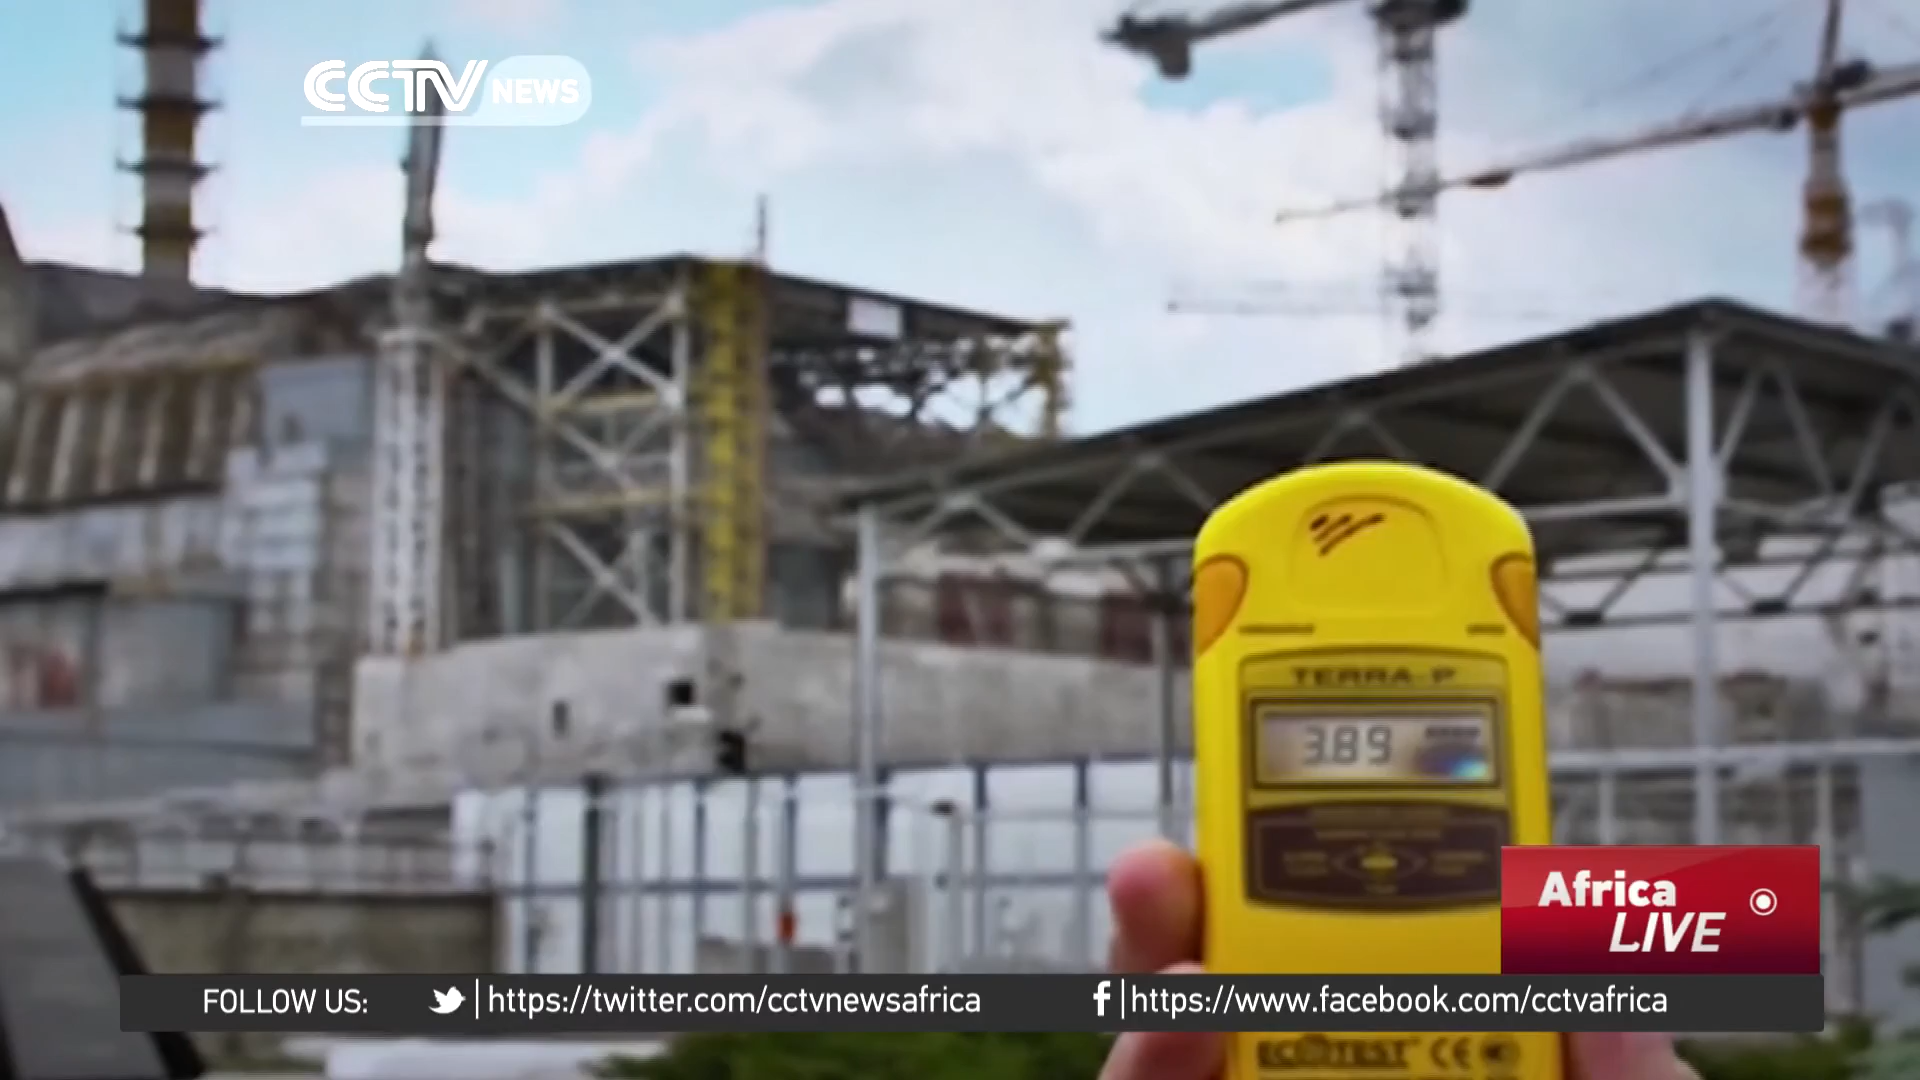 CCTV NEWS
TERRA-P
3.89
Africa
LIVE
FOLLOW US: https://twitter.com/cctvnewsafrica https://www.facebook.com/cctvafrica
ECOTEST CE